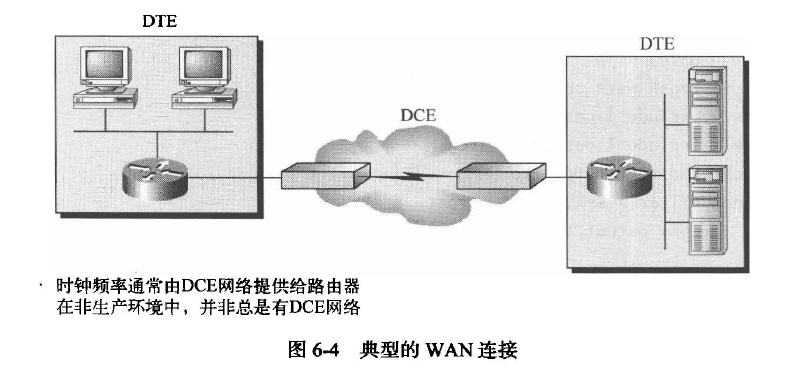 DTE
DTE
DCE
时钟频率通常由DCE网络提供给路由器
在非生产环境中，并非总是有DCE网络
图 6-4 典型的 WAN 连接